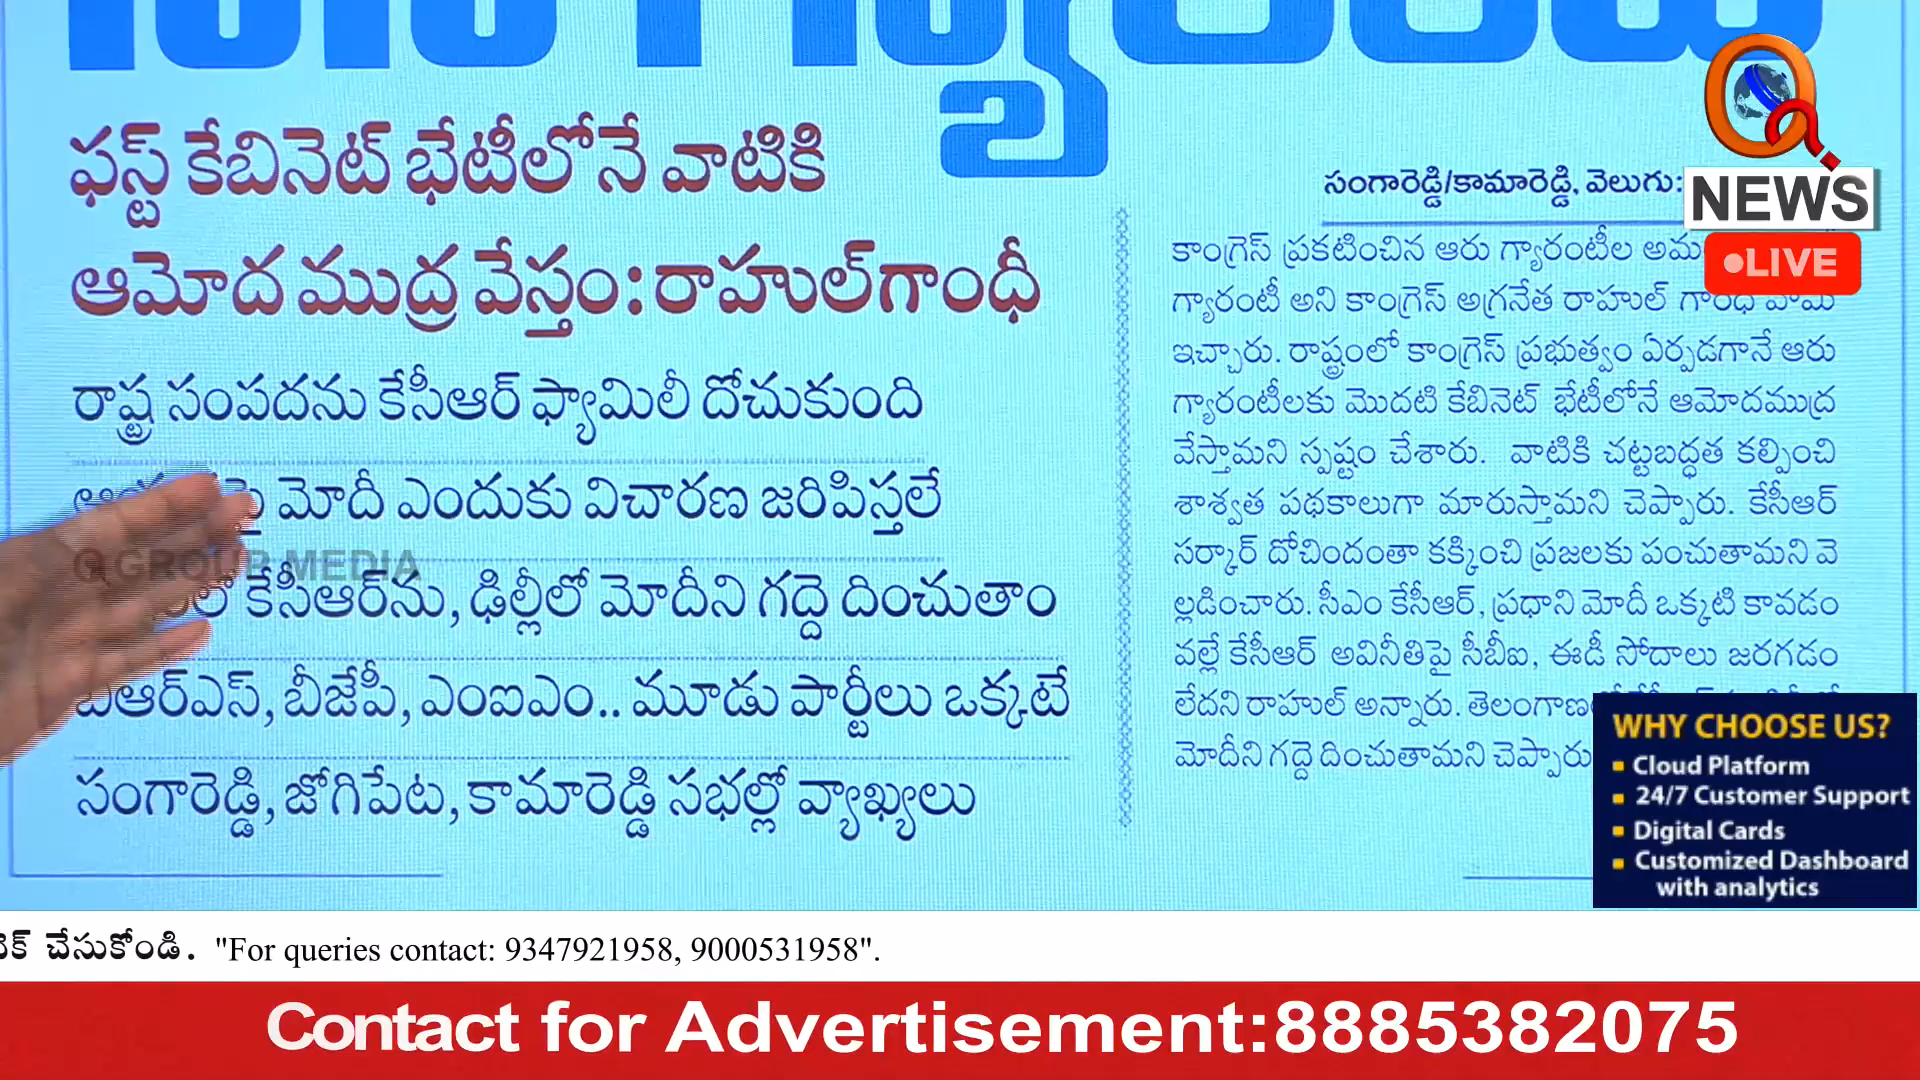 ఫస్ట్ కేబినెట్ భేటీలోనే వాటికి
ఆమోద ముద్ర వేస్తం: రాహుల్‌గాంధీ
రాష్ట్ర సంపదను కేసీఆర్ ఫ్యామిలీ దోచుకుంది
మోదీ ఎందుకు విచారణ జరిపిస్తలే
కేసీఆర్‌ను, ఢిల్లీలో మోదీని గద్దె దించుతాం
బీఆర్ఎస్, బీజేపీ, ఎంఐఎం.. మూడు పార్టీలు ఒక్కటే
సంగారెడ్డి, జోగిపేట, కామారెడ్డి సభల్లో వ్యాఖ్యలు
Q GROUP MEDIA
సంగారెడ్డి/కామారెడ్డి, వెలుగు:
కాంగ్రెస్ ప్రకటించిన ఆరు గ్యారంటీల
గ్యారంటీ అని కాంగ్రెస్ అగ్రనేత రాహుల్ గాంధీ హామీ
ఇచ్చారు. రాష్ట్రంలో కాంగ్రెస్ ప్రభుత్వం ఏర్పడగానే ఆరు
గ్యారంటీలకు మొదటి కేబినెట్ భేటీలోనే ఆమోదముద్ర
వేస్తామని స్పష్టం చేశారు. వాటికి చట్టబద్ధత కల్పించి
శాశ్వత పథకాలుగా మారుస్తామని చెప్పారు. కేసీఆర్
సర్కార్ దోచిందంతా కక్కించి ప్రజలకు పంచుతామని వె
ల్లడించారు. సీఎం కేసీఆర్, ప్రధాని మోదీ ఒక్కటి కావడం
వల్లే కేసీఆర్ అవినీతిపై సీబీఐ, ఈడీ సోదాలు జరగడం
లేదని రాహుల్ అన్నారు.
మోదీని గద్దె దించుతామని చెప్పారు
Q NEWS
LIVE
WHY CHOOSE US?
Cloud Platform
24/7 Customer Support
Digital Cards
Customized Dashboard
with analytics
చేసుకోండి. "For queries contact: 9347921958, 9000531958".
Contact for Advertisement:8885382075